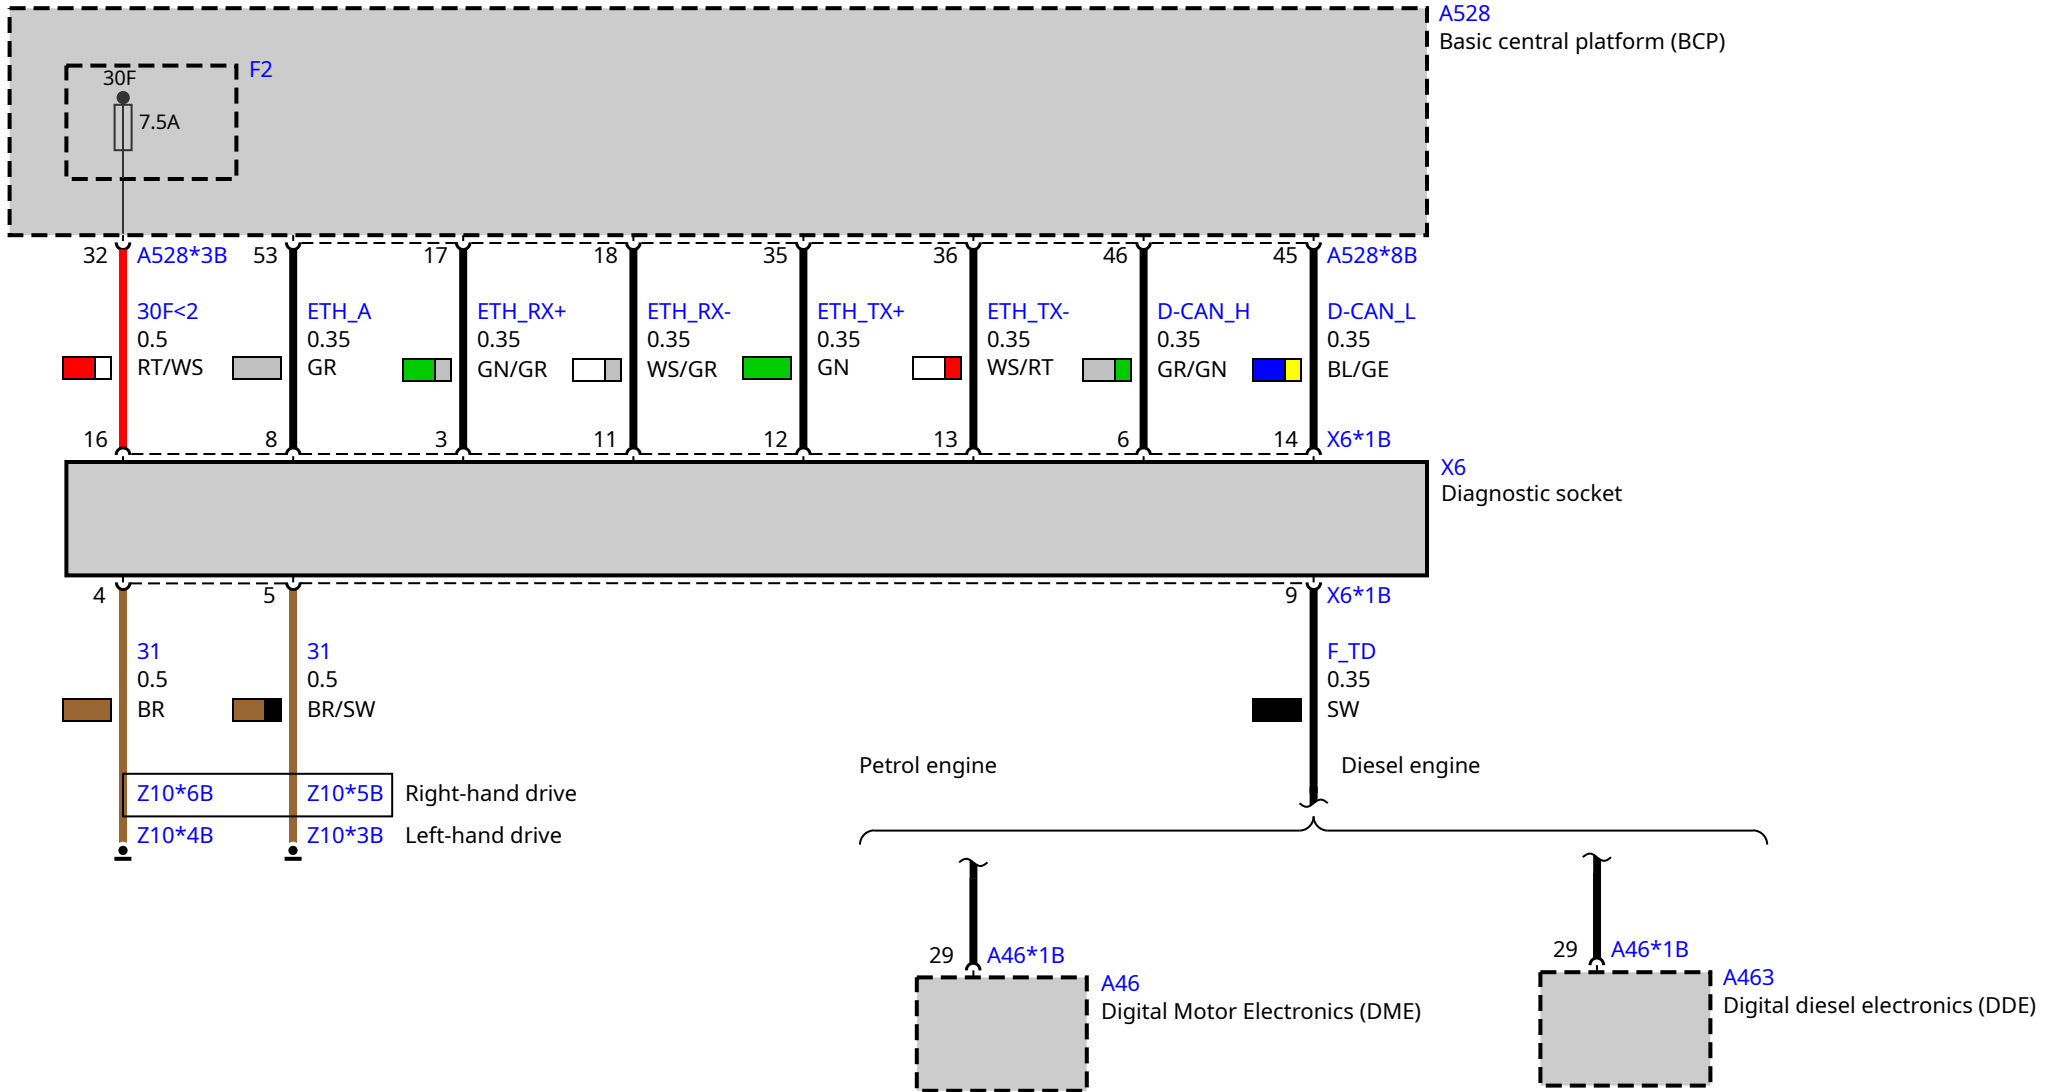 A528
Basic central platform (BCP)
F2
30F
7.5A
32 A528*3B 53 17 18 35 36 46 45 A528*8B
30F<2 ETH_A ETH_RX+ ETH_RX- ETH_TX+ ETH_TX- D-CAN_H D-CAN_L
0.5 0.35 0.35 0.35 0.35 0.35 0.35 0.35
RT/WS GR GN/GR WS/GR GN WS/RT GR/GN BL/GE
16 8 3 11 12 13 6 14 X6*1B
X6
Diagnostic socket
4 5 9 X6*1B
31 31 F_TD
0.5 0.5 0.35
BR BR/SW SW
Petrol engine Diesel engine
Z10*6B Z10*5B Right-hand drive
Z10*4B Z10*3B Left-hand drive
29 A46*1B 29 A46*1B
A46 A463
Digital Motor Electronics (DME) Digital diesel electronics (DDE)